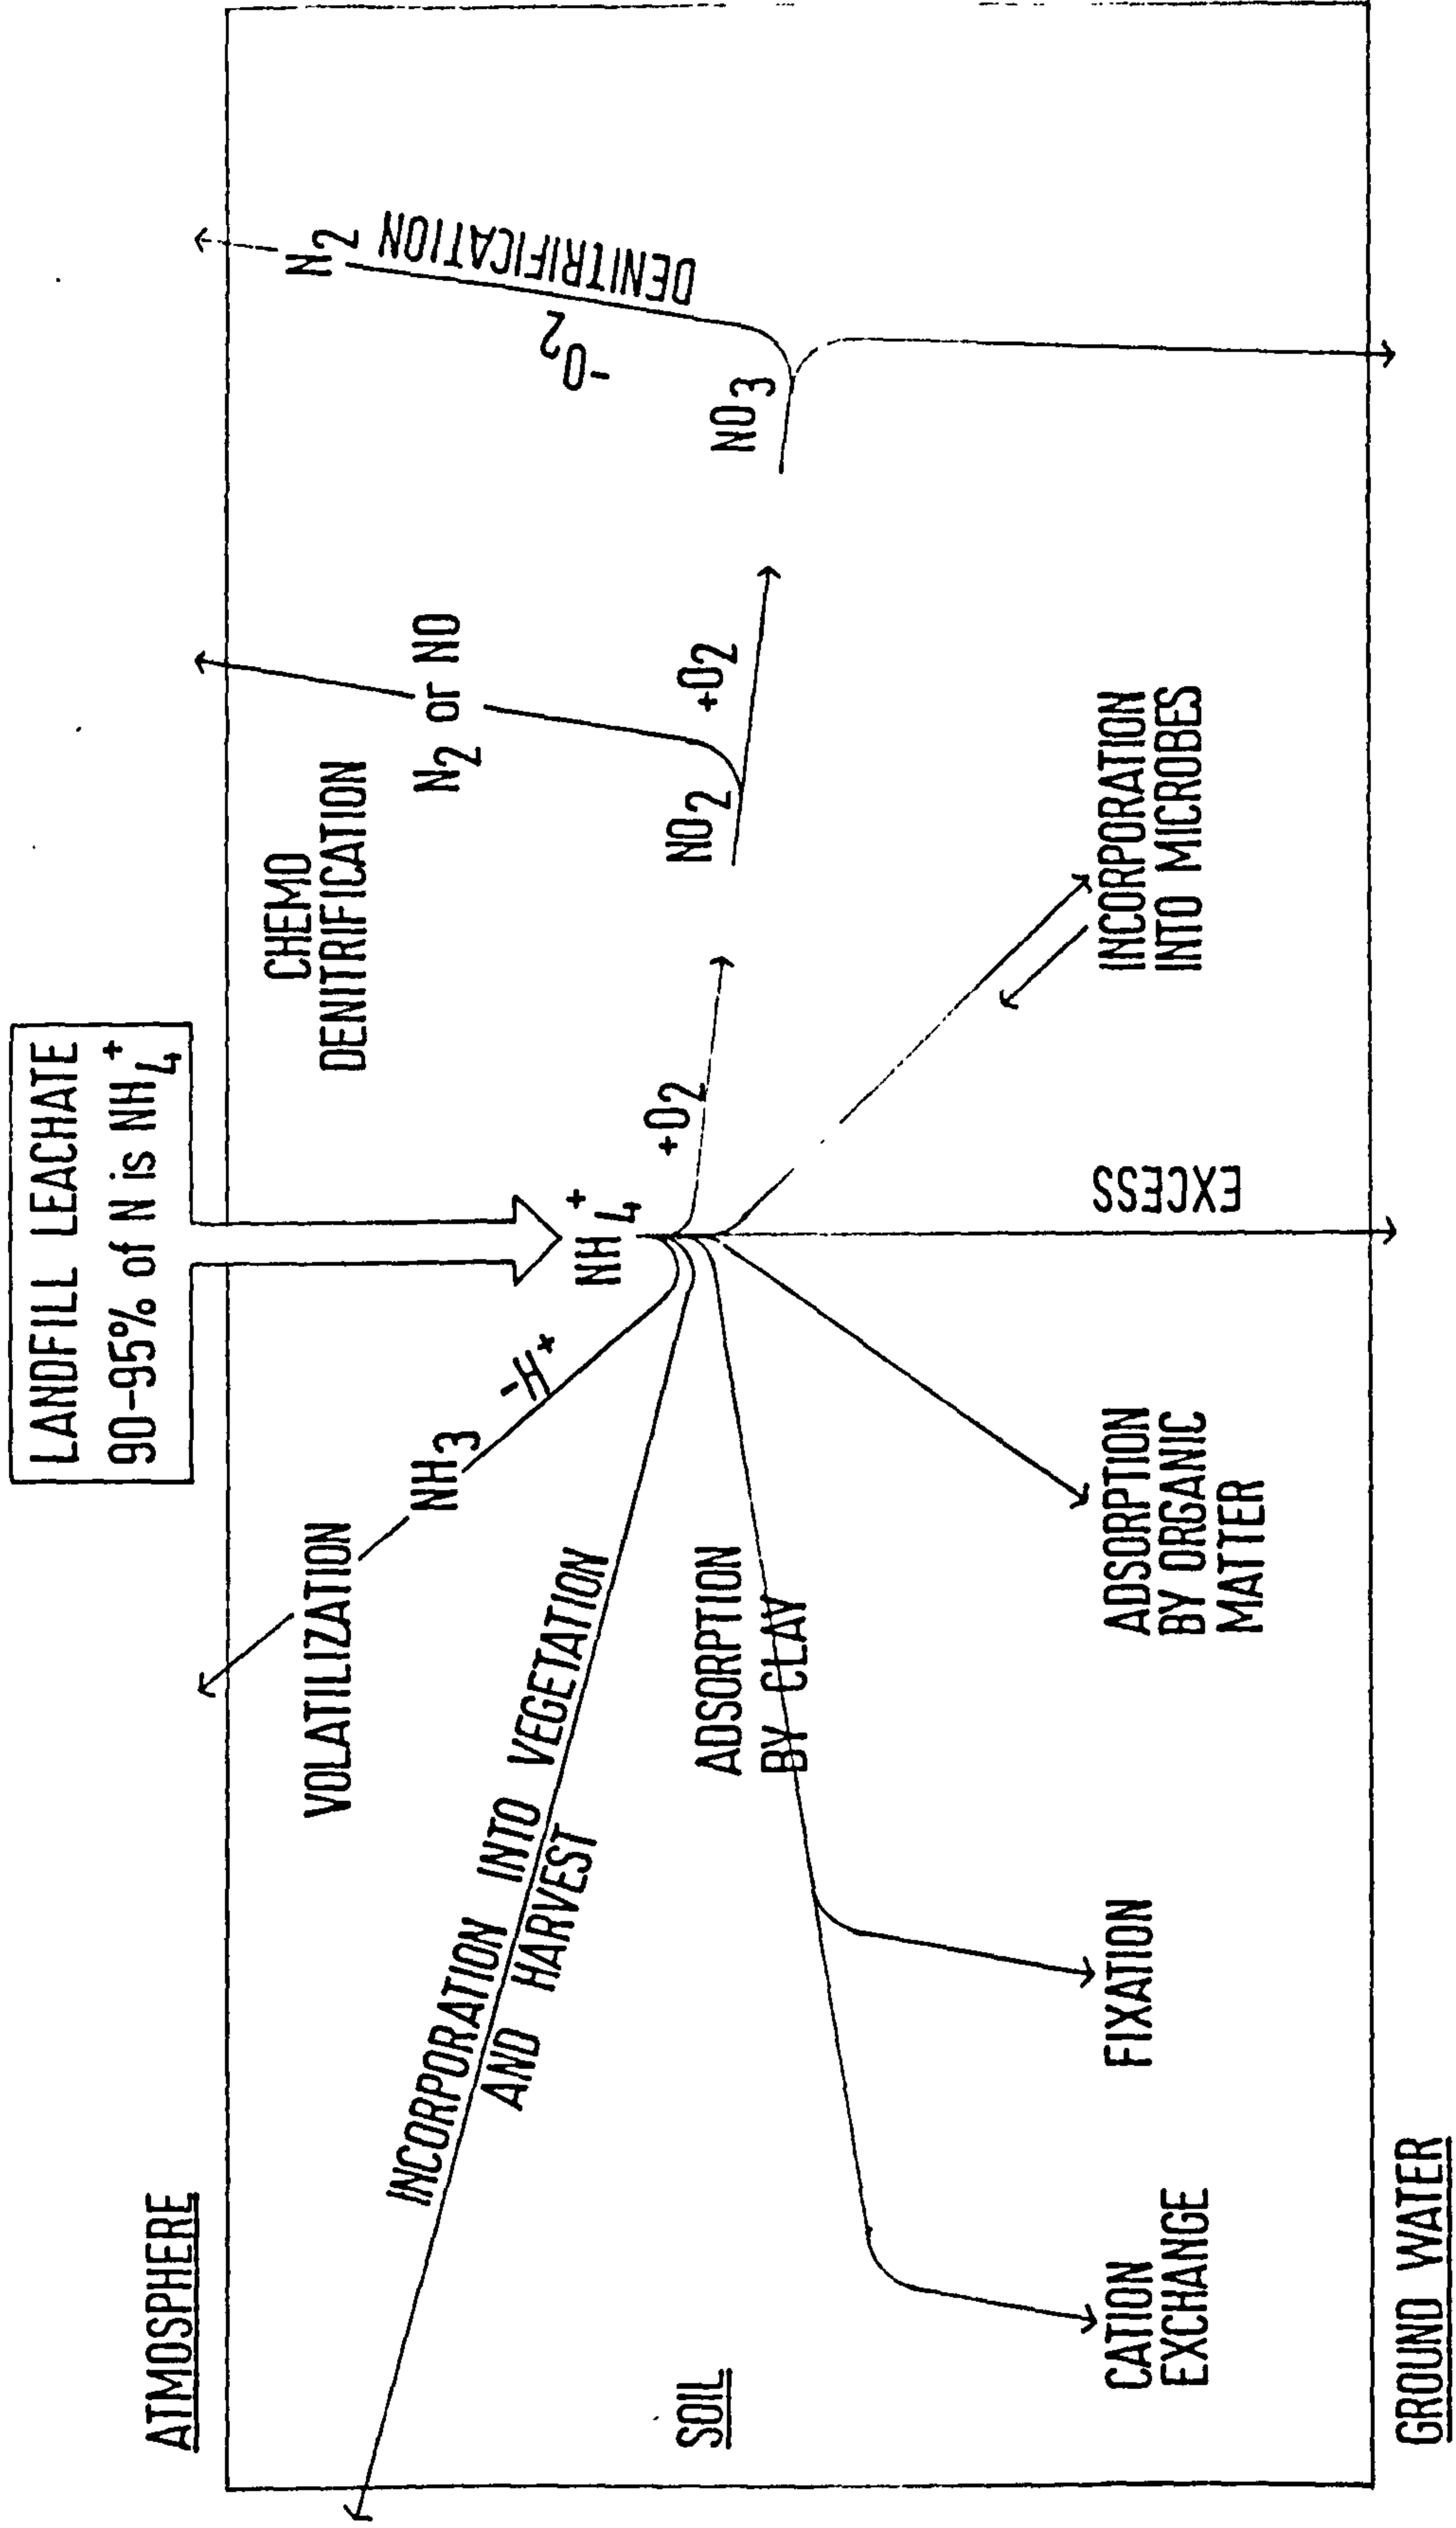 LANDFILL LEACHATE
90-95% of N is NH₄⁺
ATMOSPHERE
VOLATILIZATION
NH₃
-H⁺
INCORPORATION INTO VEGETATION
AND HARVEST
NH₄⁺
CHEMO
DENITRIFICATION
N₂ or NO
N₂
DENITRIFICATION
-O₂
+O₂
NO₂
+O₂
NO₃
SOIL
ADSORPTION
BY CLAY
CATION
EXCHANGE
FIXATION
ADSORPTION
BY ORGANIC
MATTER
EXCESS
INCORPORATION
INTO MICROBES
GROUND WATER